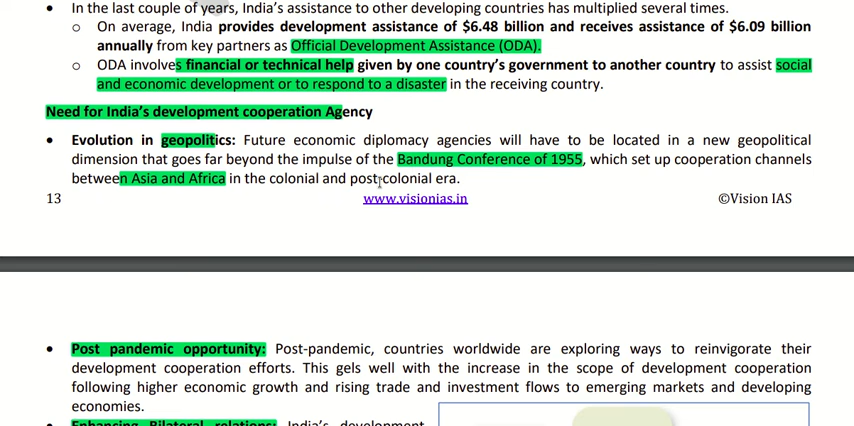 • In the last couple of years, India’s assistance to other developing countries has multiplied several times.
o On average, India provides development assistance of $6.48 billion and receives assistance of $6.09 billion
annually from key partners as Official Development Assistance (ODA).
o ODA involves financial or technical help given by one country’s government to another country to assist social
and economic development or to respond to a disaster in the receiving country.
Need for India’s development cooperation Agency
• Evolution in geopolitics: Future economic diplomacy agencies will have to be located in a new geopolitical
dimension that goes far beyond the impulse of the Bandung Conference of 1955, which set up cooperation channels
between Asia and Africa in the colonial and post-colonial era.
13 www.visionias.in ©Vision IAS
• Post pandemic opportunity: Post-pandemic, countries worldwide are exploring ways to reinvigorate their
development cooperation efforts. This gels well with the increase in the scope of development cooperation
following higher economic growth and rising trade and investment flows to emerging markets and developing
economies.
• Enhancing Bilateral relations: India’s development